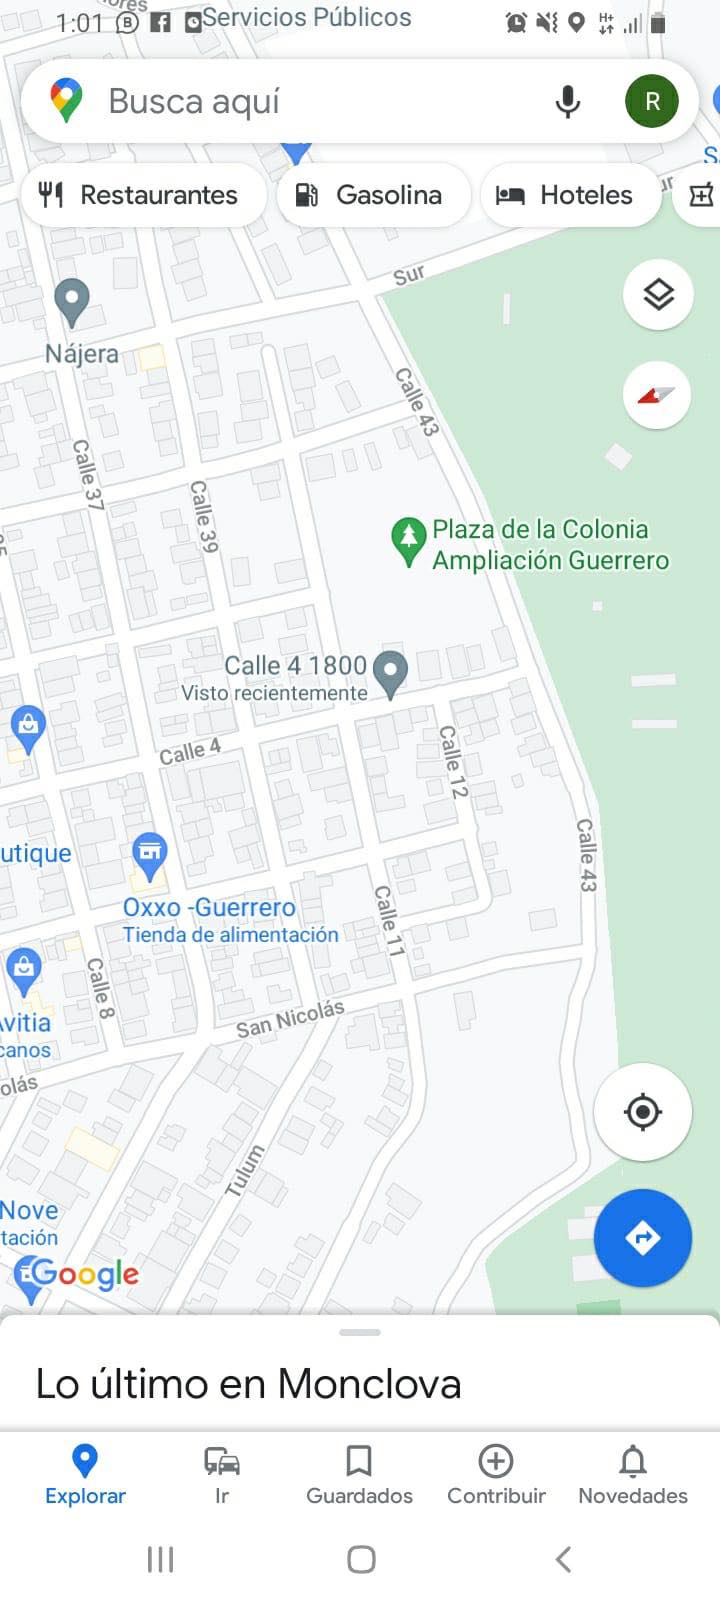 ores
1:01
Servicios Públicos
H+
Busca aquí
R
S
Restaurantes
Gasolina
Hoteles
ur
Sur
Nájera
Calle 43
Calle 37
Calle 39
Plaza de la Colonia
Ampliación Guerrero
Calle 4 1800
Visto recientemente
Calle 4
Calle 12
utique
Calle 43
Oxxo -Guerrero
Tienda de alimentación
Calle 11
Calle 8
Avitia
canos
San Nicolás
olás
Tulum
Nove
tación
Google
Lo último en Monclova
Explorar
Ir
Guardados
Contribuir
Novedades